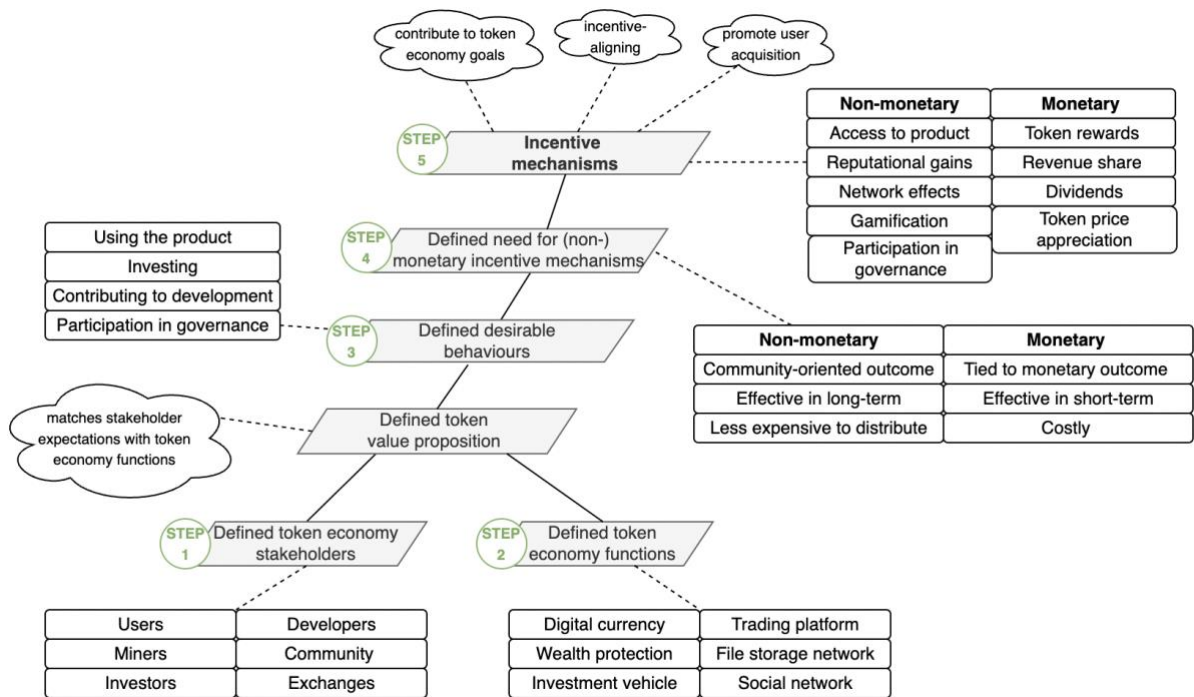 contribute to token
economy goals
incentive-
aligning
promote user
acquisition
STEP
5
Incentive
mechanisms
Non-monetary
Monetary
Access to product
Token rewards
Reputational gains
Revenue share
Network effects
Dividends
Gamification
Token price
appreciation
Participation in
governance
STEP
4
Defined need for (non-)
monetary incentive mechanisms
Using the product
Investing
Contributing to development
Participation in governance
STEP
3
Defined desirable
behaviours
Non-monetary
Monetary
Community-oriented outcome
Tied to monetary outcome
Effective in long-term
Effective in short-term
Less expensive to distribute
Costly
matches stakeholder
expectations with token
economy functions
Defined token
value proposition
STEP
1
Defined token economy
stakeholders
STEP
2
Defined token
economy functions
Users
Developers
Miners
Community
Investors
Exchanges
Digital currency
Trading platform
Wealth protection
File storage network
Investment vehicle
Social network